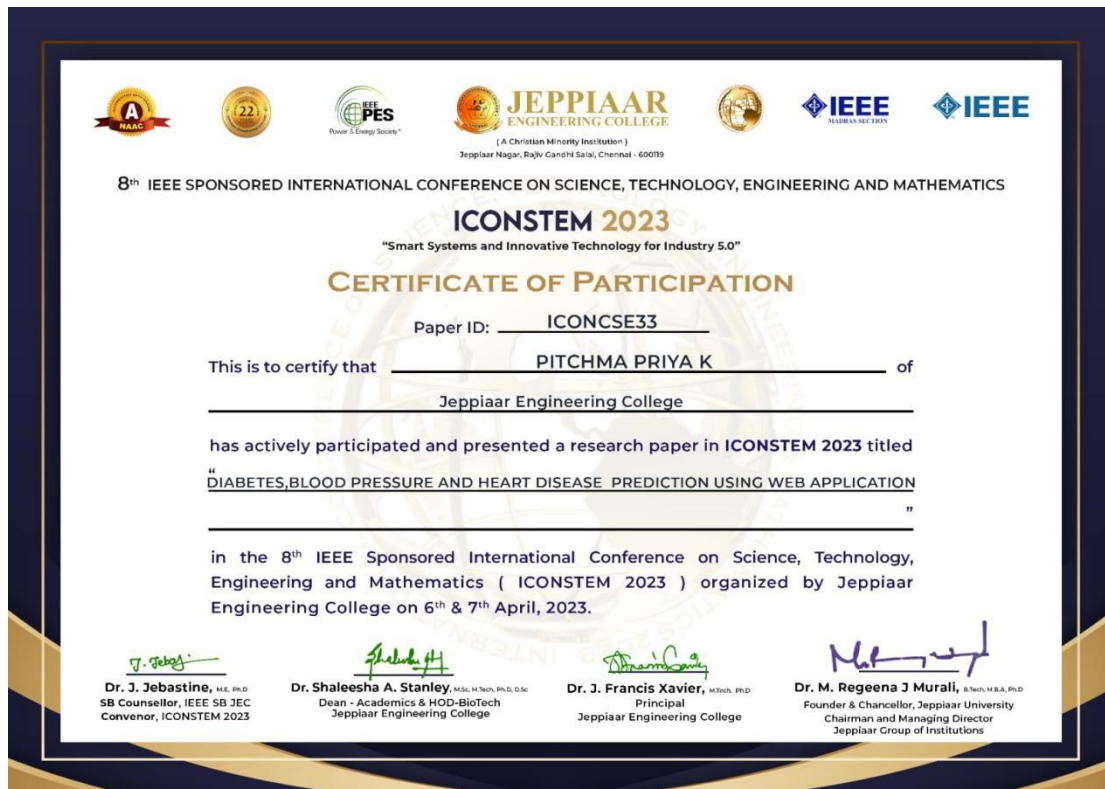 A
NAAC
22
IEEE
PES
Power & Energy Society®
JEPPIAAR
ENGINEERING COLLEGE
( A Christian Minority Institution )
Jeppiaar Nagar, Rajiv Gandhi Salai, Chennai - 600119
IEEE
MADRAS SECTION
IEEE
8th IEEE SPONSORED INTERNATIONAL CONFERENCE ON SCIENCE, TECHNOLOGY, ENGINEERING AND MATHEMATICS
ICONSTEM 2023
"Smart Systems and Innovative Technology for Industry 5.0"
CERTIFICATE OF PARTICIPATION
Paper ID: ICONCSE33
This is to certify that PITCHMA PRIYA K of
Jeppiaar Engineering College
has actively participated and presented a research paper in ICONSTEM 2023 titled
“
DIABETES,BLOOD PRESSURE AND HEART DISEASE PREDICTION USING WEB APPLICATION
”
in the 8th IEEE Sponsored International Conference on Science, Technology,
Engineering and Mathematics ( ICONSTEM 2023 ) organized by Jeppiaar
Engineering College on 6th & 7th April, 2023.
Dr. J. Jebastine, M.E, Ph.D
SB Counsellor, IEEE SB JEC
Convenor, ICONSTEM 2023
Dr. Shaleesha A. Stanley, M.Sc, M.Tech, Ph.D, D.Sc
Dean - Academics & HOD-BioTech
Jeppiaar Engineering College
Dr. J. Francis Xavier, M.Tech, Ph.D
Principal
Jeppiaar Engineering College
Dr. M. Regeena J Murali, B.Tech, M.B.A, Ph.D
Founder & Chancellor, Jeppiaar University
Chairman and Managing Director
Jeppiaar Group of Institutions